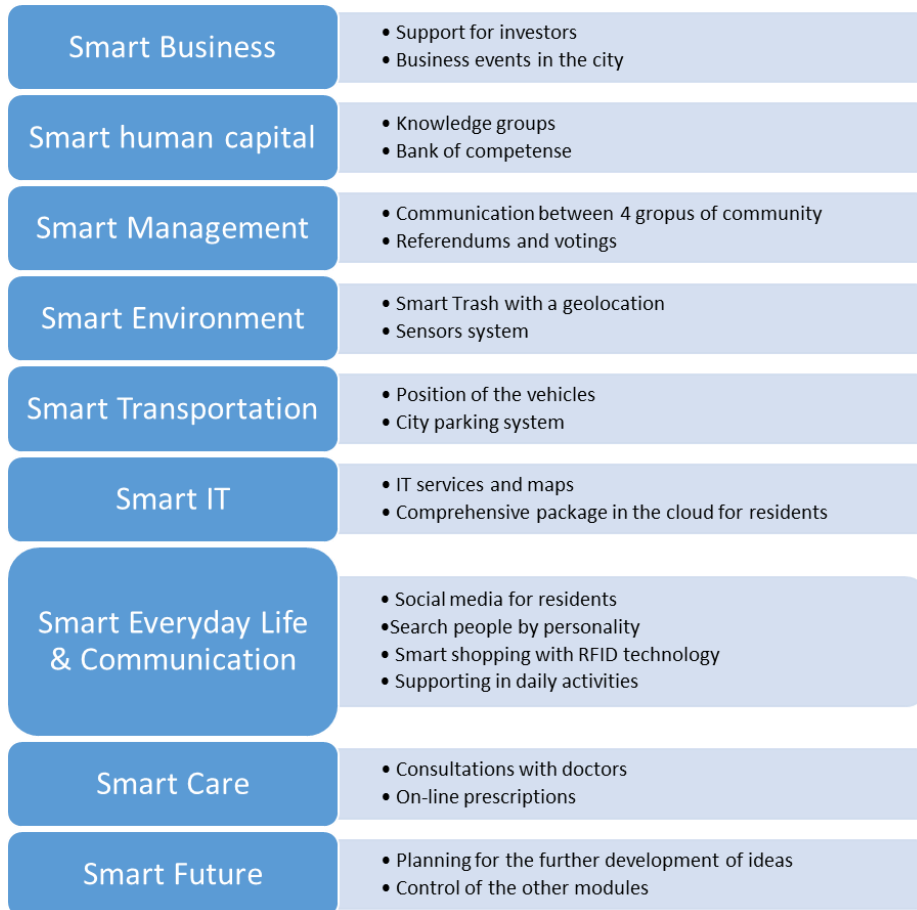 Smart Business
• Support for investors
• Business events in the city
Smart human capital
• Knowledge groups
• Bank of competense
Smart Management
• Communication between 4 gropus of community
• Referendums and votings
Smart Environment
• Smart Trash with a geolocation
• Sensors system
Smart Transportation
• Position of the vehicles
• City parking system
Smart IT
• IT services and maps
• Comprehensive package in the cloud for residents
Smart Everyday Life
& Communication
• Social media for residents
•Search people by personality
• Smart shopping with RFID technology
• Supporting in daily activities
Smart Care
• Consultations with doctors
• On-line prescriptions
Smart Future
• Planning for the further development of ideas
• Control of the other modules